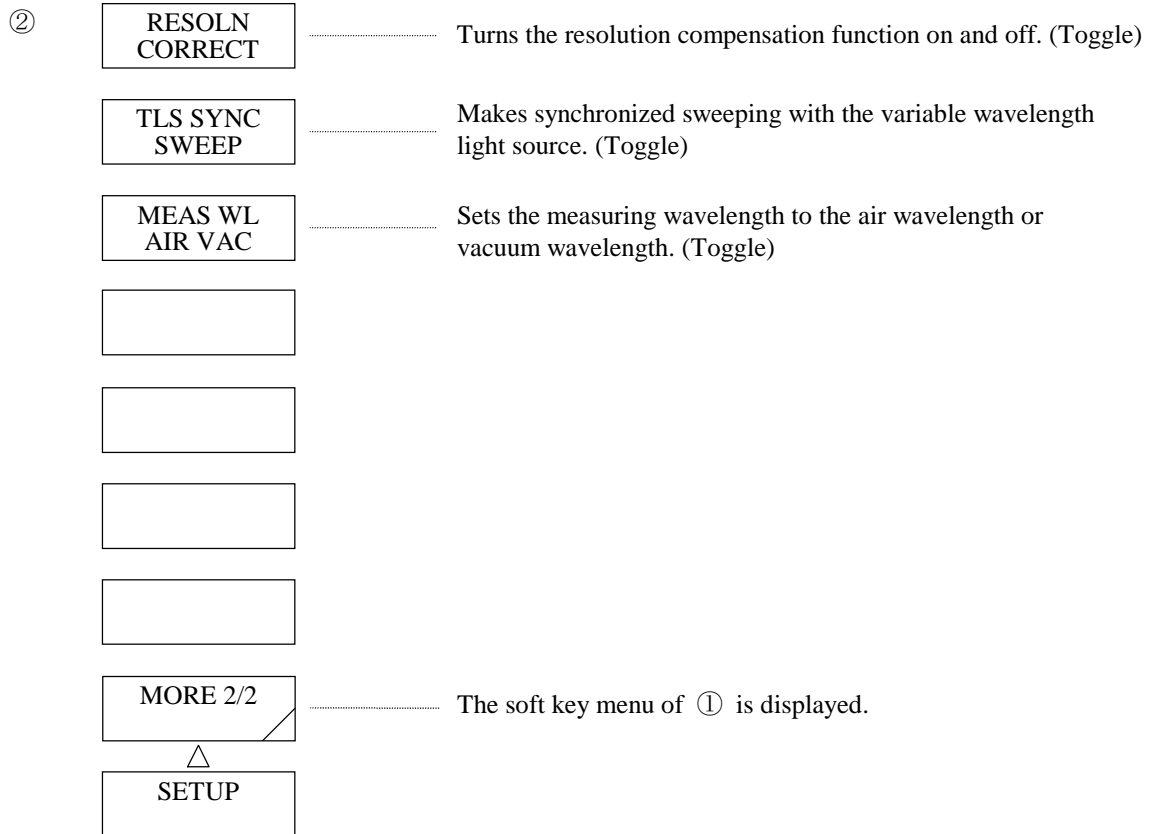 ②
RESOLN
CORRECT
Turns the resolution compensation function on and off. (Toggle)
TLS SYNC
SWEEP
Makes synchronized sweeping with the variable wavelength
light source. (Toggle)
MEAS WL
AIR VAC
Sets the measuring wavelength to the air wavelength or
vacuum wavelength. (Toggle)
MORE 2/2
The soft key menu of ① is displayed.
SETUP